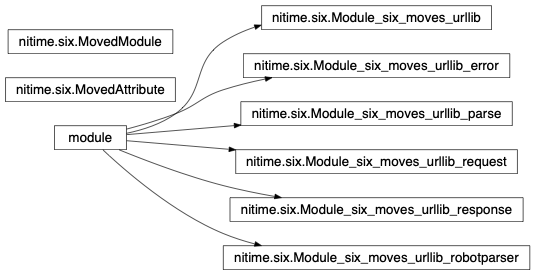 nitime.six.Module_six_moves_urllib
nitime.six.MovedModule
nitime.six.Module_six_moves_urllib_error
nitime.six.MovedAttribute
nitime.six.Module_six_moves_urllib_parse
module
nitime.six.Module_six_moves_urllib_request
nitime.six.Module_six_moves_urllib_response
nitime.six.Module_six_moves_urllib_robotparser